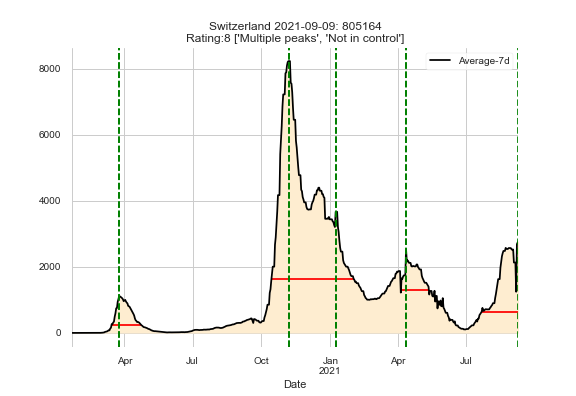 Switzerland 2021-09-09: 805164
Rating:8 ['Multiple peaks', 'Not in control']
Average-7d
8000
6000
4000
2000
0
Apr
Jul
Oct
Jan
2021
Apr
Jul
Date